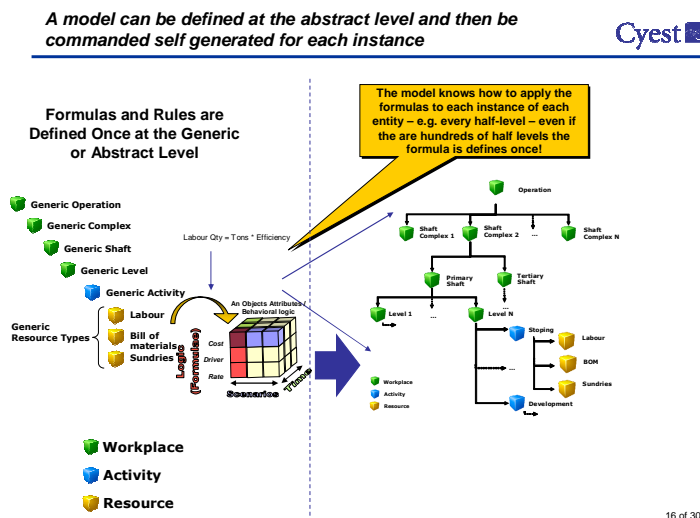 A model can be defined at the abstract level and then be
commanded self generated for each instance
Cyest
Formulas and Rules are
Defined Once at the Generic
or Abstract Level
The model knows how to apply the
formulas to each instance of each
entity – e.g. every half-level – even if
the are hundreds of half levels the
formula is defines once!
Generic Operation
Generic Complex
Generic Shaft
Generic Level
Generic Activity
Generic
Resource Types
Labour
Bill of
materials
Sundries
Labour Qty = Tons * Efficiency
An Objects Attributes /
Behavioral logic
Logic
(Formulae)
Cost
Driver
Rate
Scenarios
Time
Operation
Shaft
Complex 1
Shaft
Complex 2
...
Shaft
Complex N
Primary
Shaft
Tertiary
Shaft
...
Level 1
...
Level N
Stoping
Labour
...
BOM
Sundries
Development
Workplace
Activity
Resource
Workplace
Activity
Resource
16 of 30